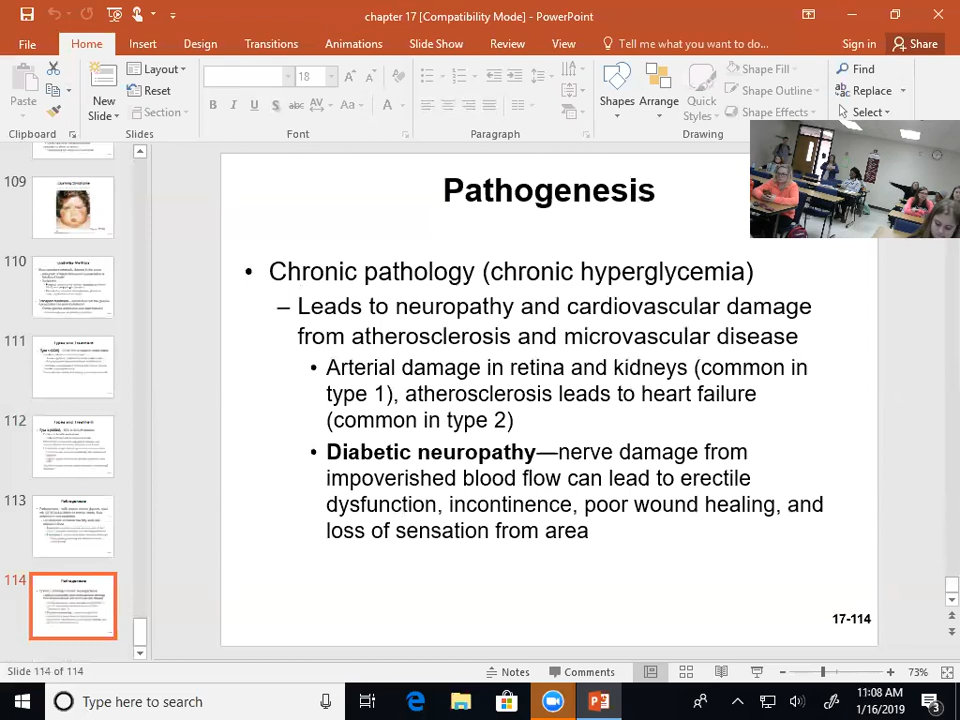 chapter 17 [Compatibility Mode] - PowerPoint
File Home Insert Design Transitions Animations Slide Show Review View Tell me what you want to do... Sign in Share
Paste
New Slide
Layout
Reset
Section
18
B I U S abc AV Aa A
Shapes
Arrange
Quick Styles
Shape Fill
Shape Outline
Shape Effects
Find
Replace
Select
Clipboard Slides Font Paragraph Drawing
109
110
111
112
113
114
Pathogenesis
• Chronic pathology (chronic hyperglycemia)
– Leads to neuropathy and cardiovascular damage
from atherosclerosis and microvascular disease
• Arterial damage in retina and kidneys (common in
type 1), atherosclerosis leads to heart failure
(common in type 2)
• Diabetic neuropathy—nerve damage from
impoverished blood flow can lead to erectile
dysfunction, incontinence, poor wound healing, and
loss of sensation from area
17-114
Slide 114 of 114 Notes Comments 73%
Type here to search
11:08 AM
1/16/2019
3